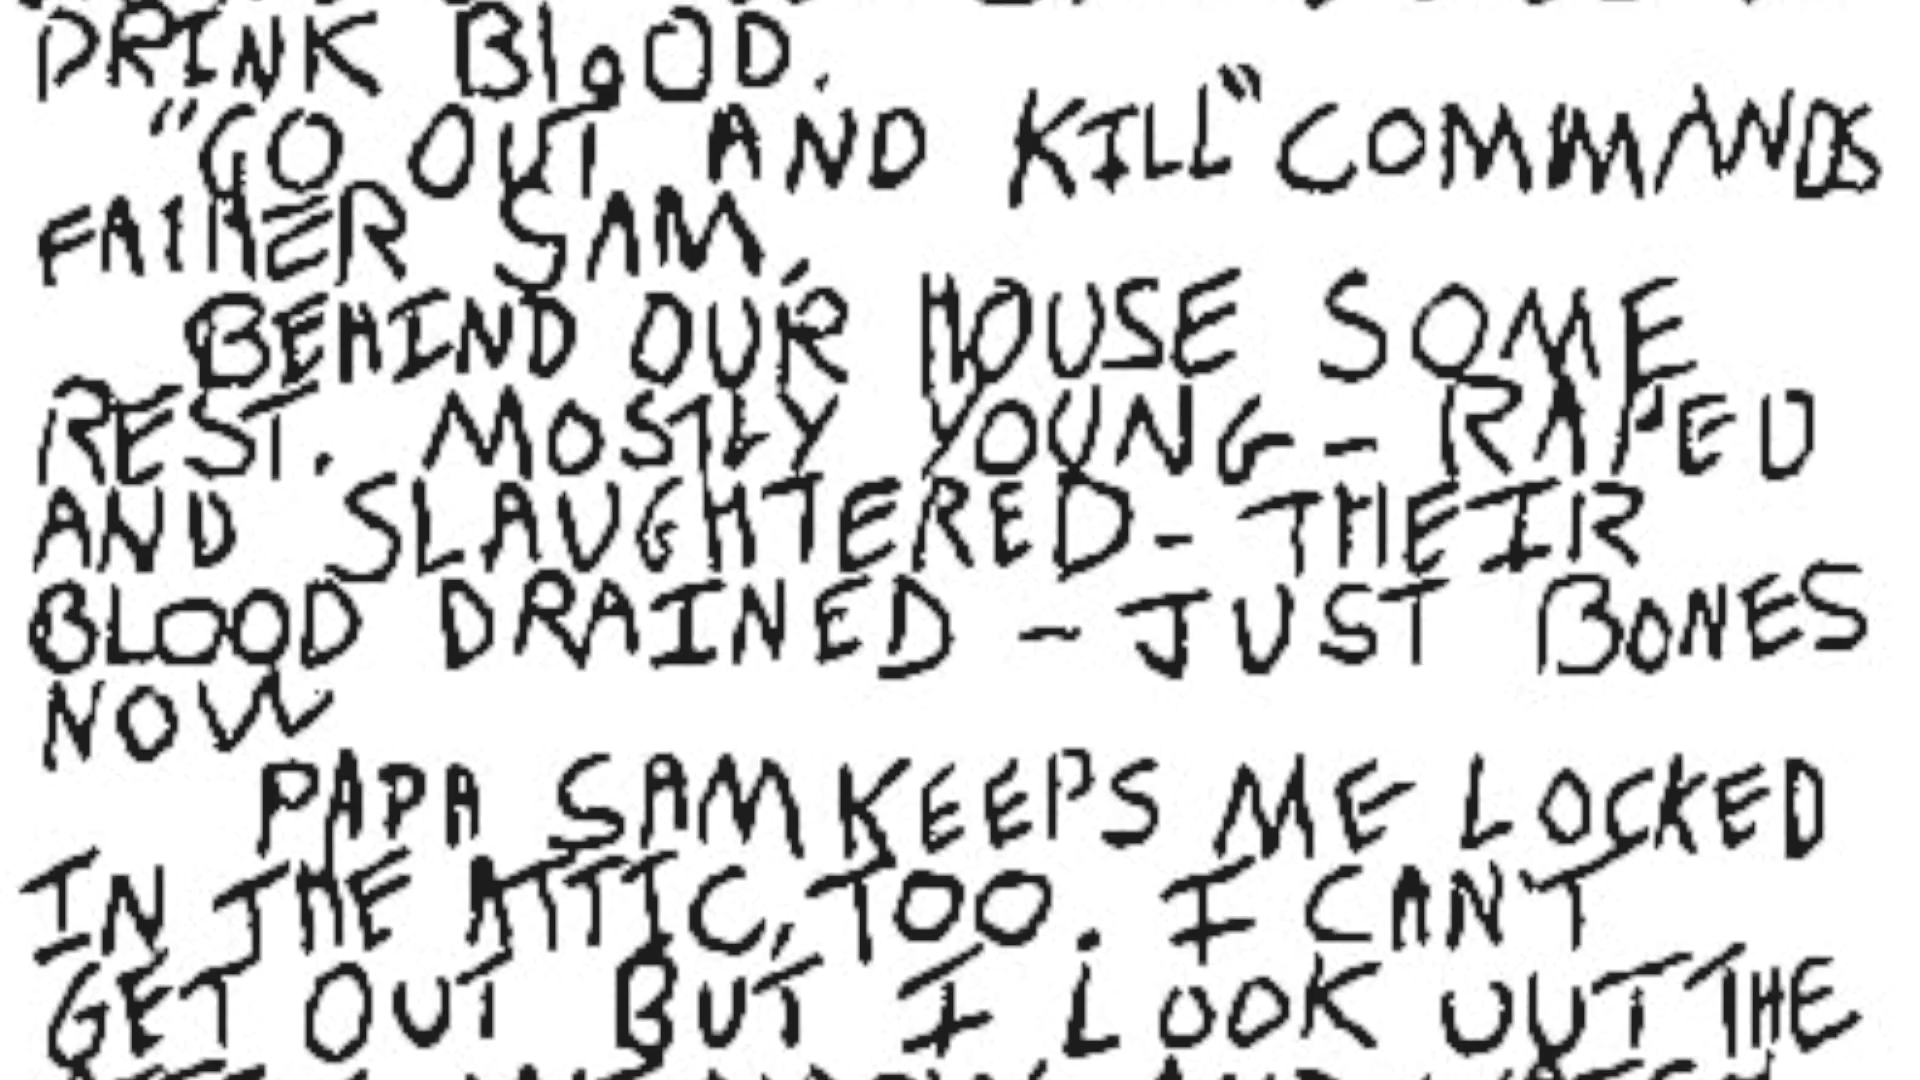 DRINK BlOOD.
"GO OUT AND KILL" COMMANDS
FATHER SAM.
BEHIND OUR HOUSE SOME
REST. MOSTLY YOUNG - RAPED
AND SLAUGHTERED - THEIR
BLOOD DRAINED - JUST BONES
NOW
PAPA SAM KEEPS ME LOCKED
IN THE ATTIC, TOO. I CAN'T
GET OUT BUT I LOOK OUT THE